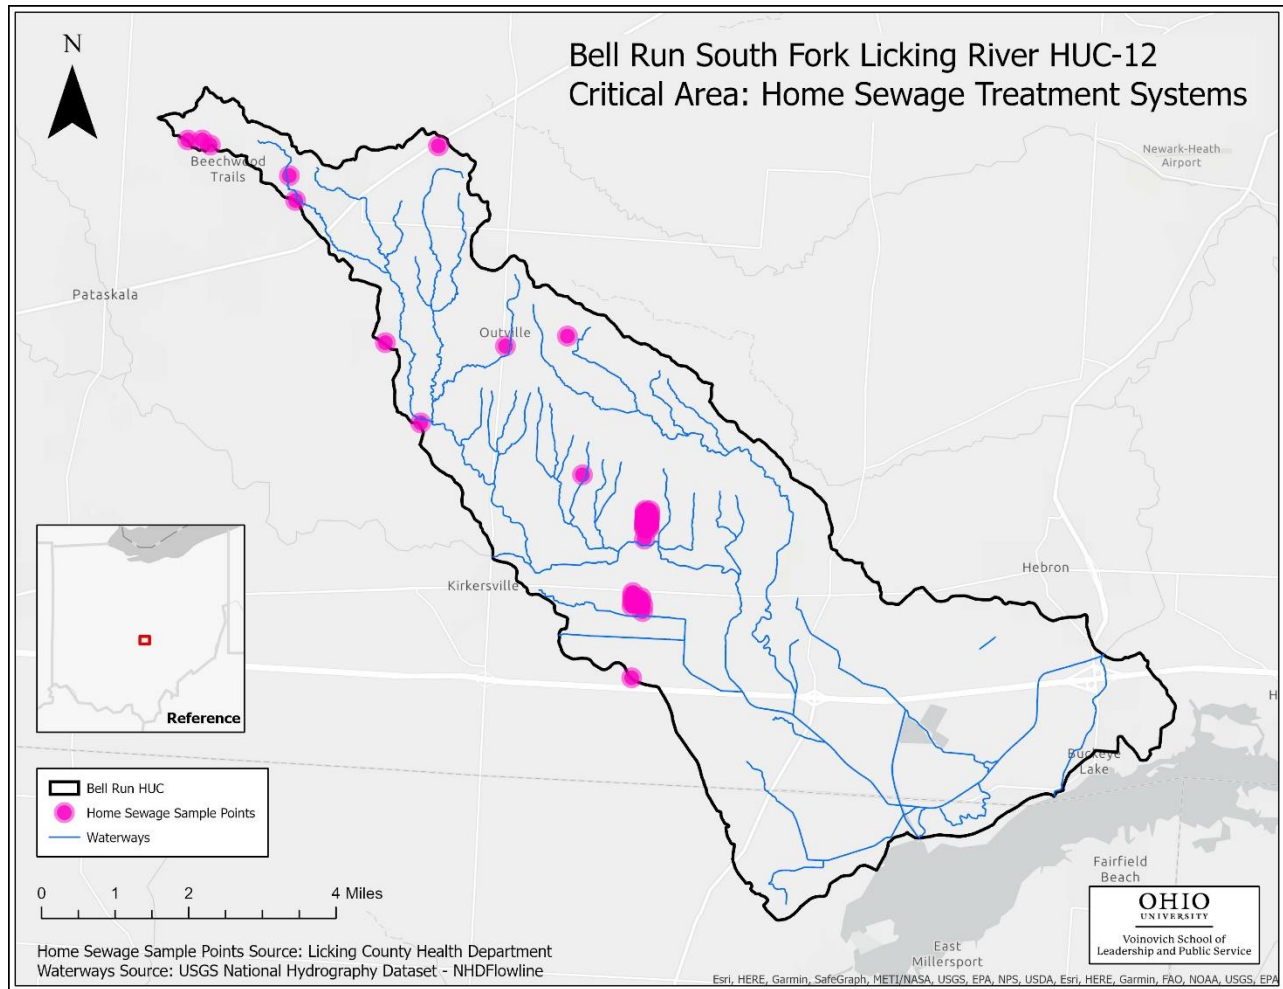 N
Bell Run South Fork Licking River HUC-12
Critical Area: Home Sewage Treatment Systems
Newark-Heath
Airport
Beechwood
Trails
Pataskala
Outville
Kirkersville
Hebron
Reference
H
Buckeye
Lake
Bell Run HUC
Home Sewage Sample Points
Waterways
Fairfield
Beach
0 1 2 4 Miles
OHIO
UNIVERSITY
Voinovich School of
Leadership and Public Service
East
Millersport
Home Sewage Sample Points Source: Licking County Health Department
Waterways Source: USGS National Hydrography Dataset - NHDFlowline
Esri, HERE, Garmin, SafeGraph, METI/NASA, USGS, EPA, NPS, USDA, Esri, HERE, Garmin, FAO, NOAA, USGS, EPA